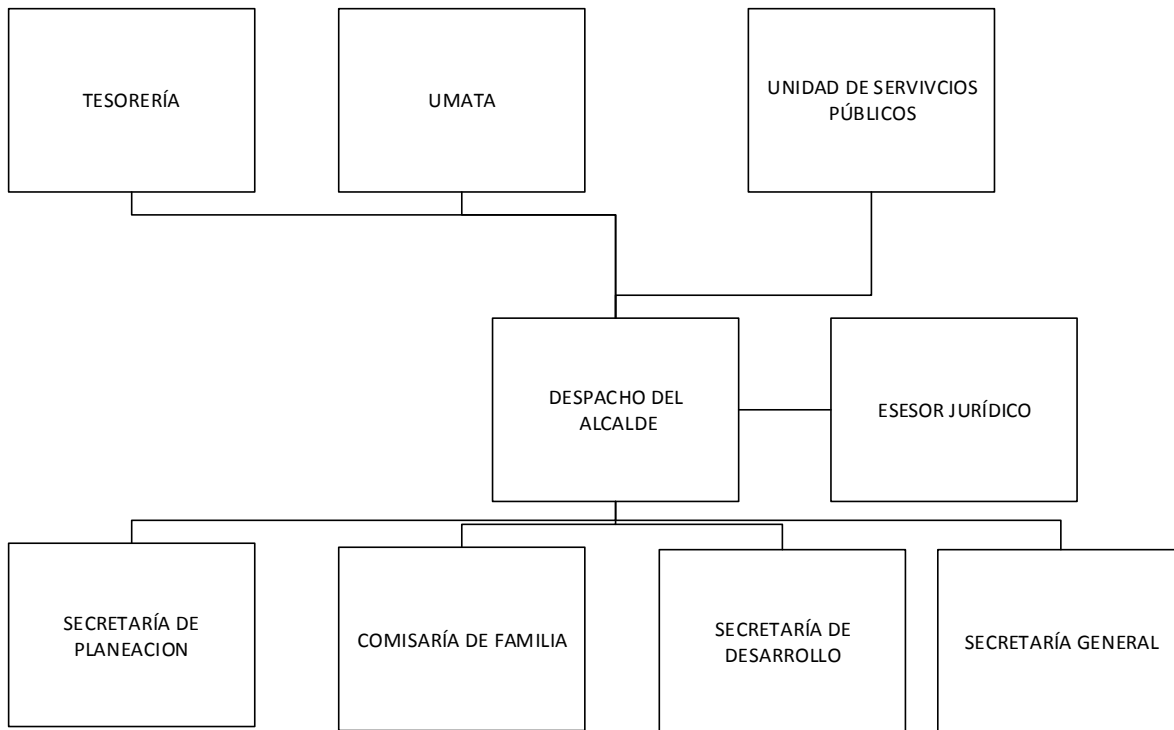 TESORERÍA
UMATA
UNIDAD DE SERVIVCIOS
PÚBLICOS
DESPACHO DEL
ALCALDE
ESESOR JURÍDICO
SECRETARÍA DE
PLANEACION
COMISARÍA DE FAMILIA
SECRETARÍA DE
DESARROLLO
SECRETARÍA GENERAL